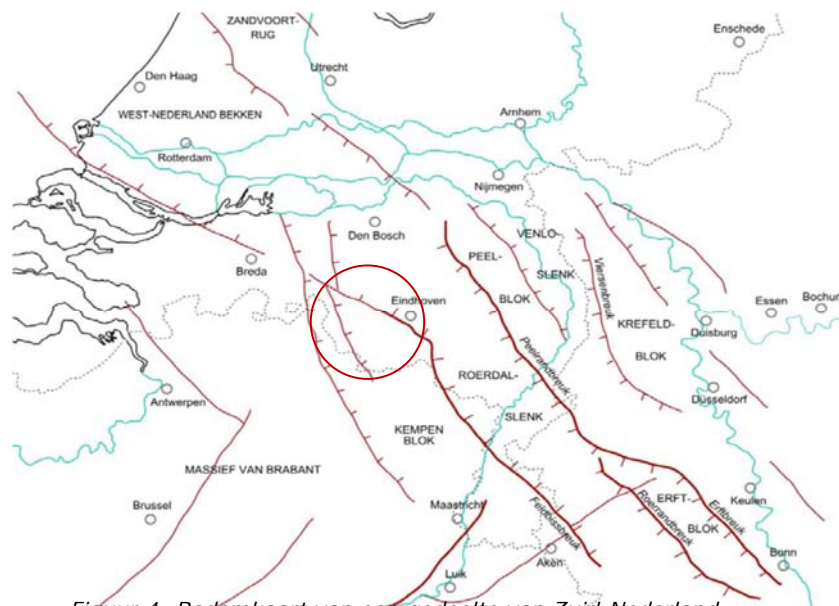 ZANDVOORT-
RUG
Enschede
Utrecht
Den Haag
WEST-NEDERLAND BEKKEN
Arnhem
Rotterdam
Nijmegen
Den Bosch
VENLO-
SLENK
PEEL-
BLOK
Breda
Viersenbreuk
Eindhoven
Essen
Bochum
KREFELD-
BLOK
Duisburg
Peelrandbreuk
ROERDAL-
SLENK
Düsseldorf
Antwerpen
KEMPEN
BLOK
MASSIEF VAN BRABANT
Brussel
Maastricht
Feldbissbreuk
ERFT-
BLOK
Roerrandbreuk
Erftbreuk
Keulen
Aken
Luik
Bonn